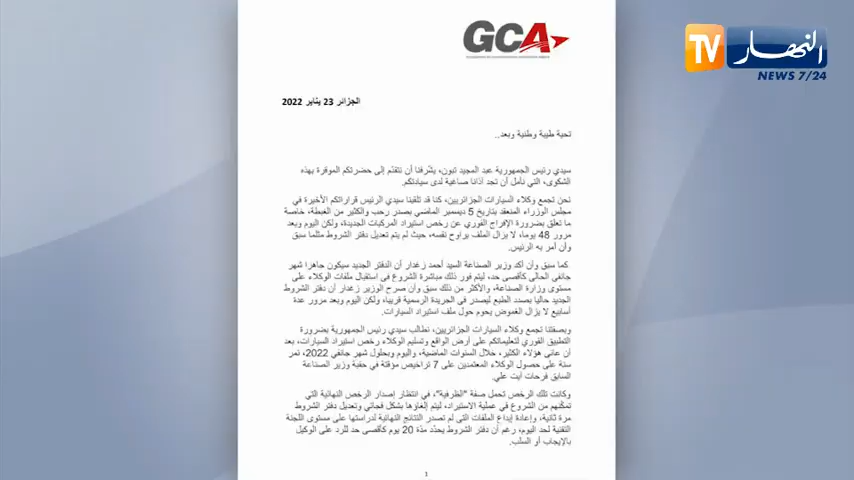 GCA
النهار TV
NEWS 7/24
الجزائر 23 يناير 2022
تحية طيبة وطنية وبعد..
سيدي رئيس الجمهورية عبد المجيد تبون، يشّرفنا أن نتقدّم إلى حضرتكم الموقرة بهذه
الشكوى، التي نأمل أن تجد آذانا صاغية لدى سيادتكم.
نحن تجمع وكلاء السيارات الجزائريين، كنا قد تلقينا سيدي الرئيس قراراتكم الأخيرة في
مجلس الوزراء المنعقد بتاريخ 5 ديسمبر الماضي بصدر رحب والكثير من الغبطة، خاصة
ما تعلق بضرورة الإفراج الفوري عن رخص استيراد المركبات الجديدة، ولكن اليوم وبعد
مرور 48 يوما، لا يزال الملف يراوح نفسه، حيث لم يتم تعديل دفتر الشروط مثلما سبق
وأن أمر به الرئيس.
كما سبق وأن أكد وزير الصناعة السيد أحمد زغدار أن الدفتر الجديد سيكون جاهزا شهر
جانفي الحالي كأقصى حد، ليتم فور ذلك مباشرة الشروع في استقبال ملفات الوكلاء على
مستوى وزارة الصناعة، والأكثر من ذلك سبق وأن صرح الوزير زغدار أن دفتر الشروط
الجديد حاليا بصدد الطبع ليصدر في الجريدة الرسمية قريبا، ولكن اليوم وبعد مرور عدة
أسابيع لا يزال الغموض يحوم حول ملف استيراد السيارات.
وبصفتنا تجمع وكلاء السيارات الجزائريين، نطالب سيدي رئيس الجمهورية بضرورة
التطبيق الفوري لتعليماتكم على أرض الواقع وتسليم الوكلاء رخص استيراد السيارات، بعد
أن عانى هؤلاء الكثير، خلال السنوات الماضية، واليوم وبحلول شهر جانفي 2022، تمر
سنة على حصول الوكلاء المعتمدين على 7 تراخيص مؤقتة في حقبة وزير الصناعة
السابق فرحات آيت علي.
وكانت تلك الرخص تحمل صفة "الظرفية"، في انتظار إصدار الرخص النهائية التي
تمكّنهم من الشروع في عملية الاستيراد، ليتم إلغاؤها بشكل فجائي وتعديل دفتر الشروط
مرة ثانية، وإعادة إيداع الملفات التي لم تصدر النتائج النهائية لدراستها على مستوى اللجنة
التقنية لحد اليوم، رغم أن دفتر الشروط يحدّد مدّة 20 يوم كأقصى حد للرد على الوكيل
بالإيجاب أو السلب.
1